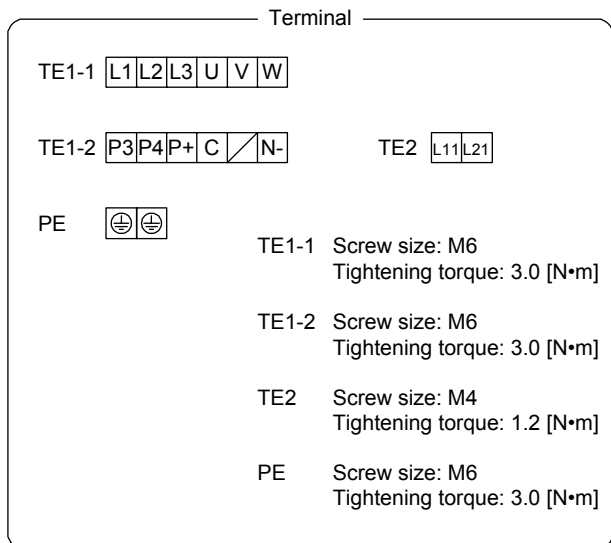 Terminal
TE1-1 L1 L2 L3 U V W
TE1-2 P3 P4 P+ C N- TE2 L11 L21
PE
TE1-1 Screw size: M6
Tightening torque: 3.0 [N•m]
TE1-2 Screw size: M6
Tightening torque: 3.0 [N•m]
TE2 Screw size: M4
Tightening torque: 1.2 [N•m]
PE Screw size: M6
Tightening torque: 3.0 [N•m]